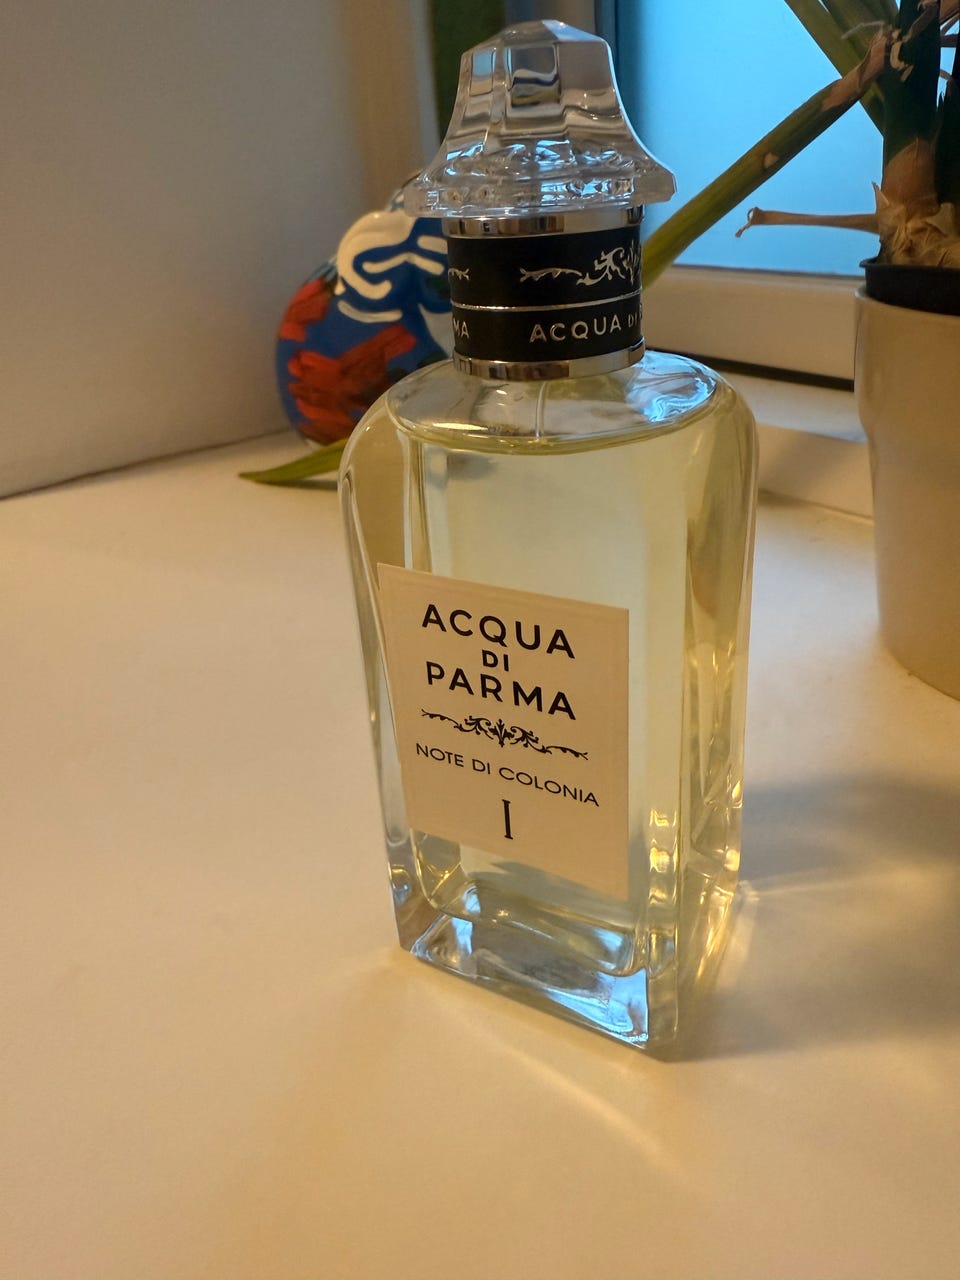 MA ACQUA DI
ACQUA
DI
PARMA
NOTE DI COLONIA
I